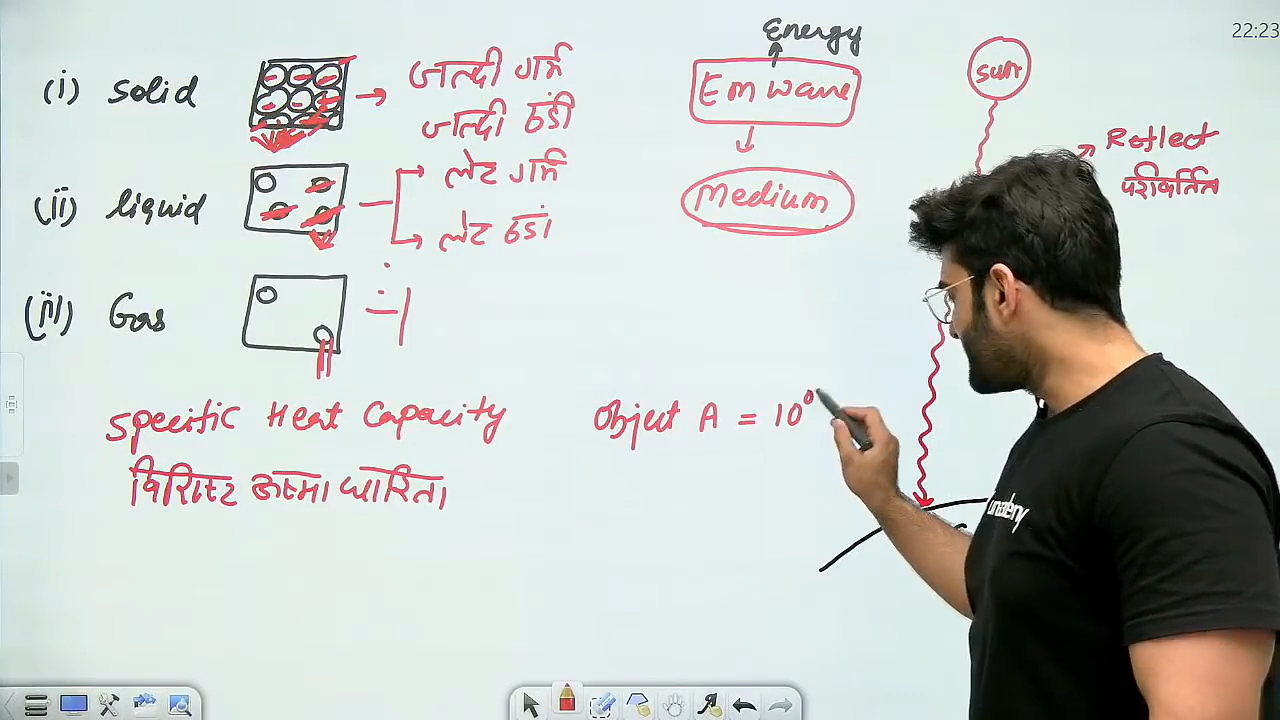 22:23
Energy
Em wave
Medium
sun
Reflect
परीवर्तित
(i) solid
जल्दी गर्म
जल्दी ठंडी
(ii) liquid
लेट गर्म
लेट ठंडा
(iii) Gas
Specific Heat Capacity
विशिष्ट ऊष्मा धारिता
Object A = 10°